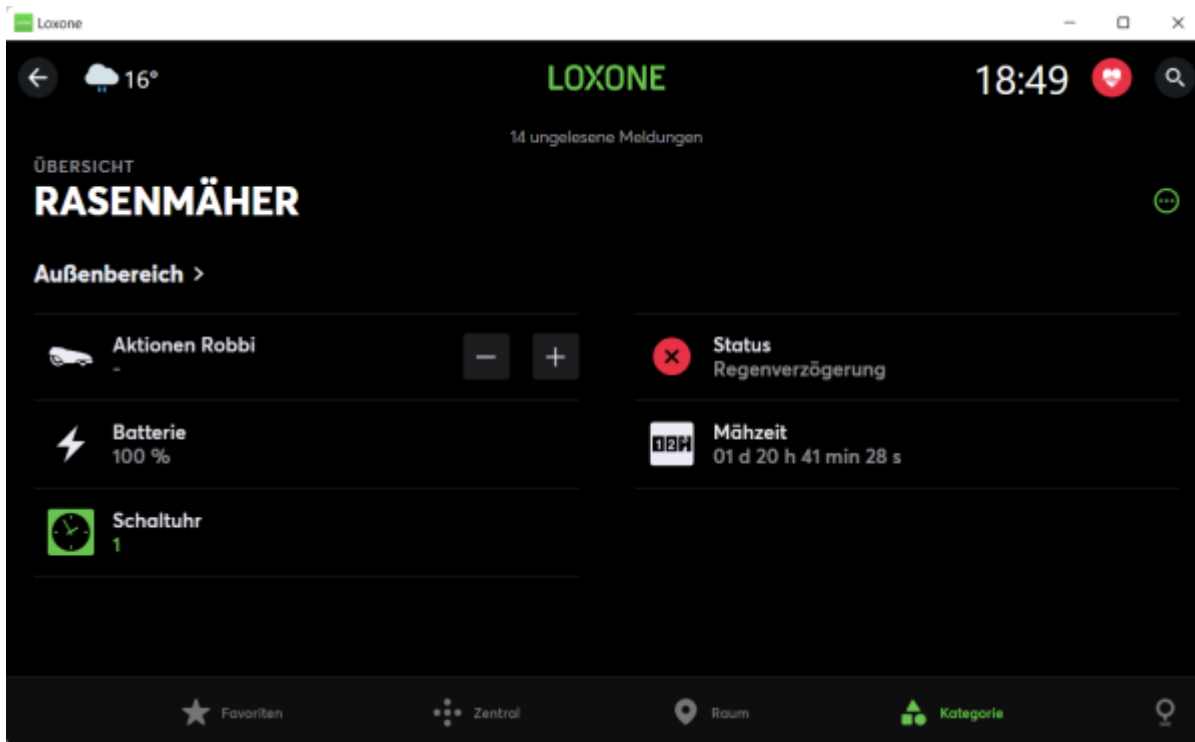 Loxone
16°
LOXONE
18:49
14 ungelesene Meldungen
ÜBERSICHT
RASENMÄHER
Außenbereich >
Aktionen Robbi
-
Status
Regenverzögerung
Batterie
100 %
Mähzeit
01 d 20 h 41 min 28 s
Schaltuhr
1
Favoriten
Zentral
Raum
Kategorie